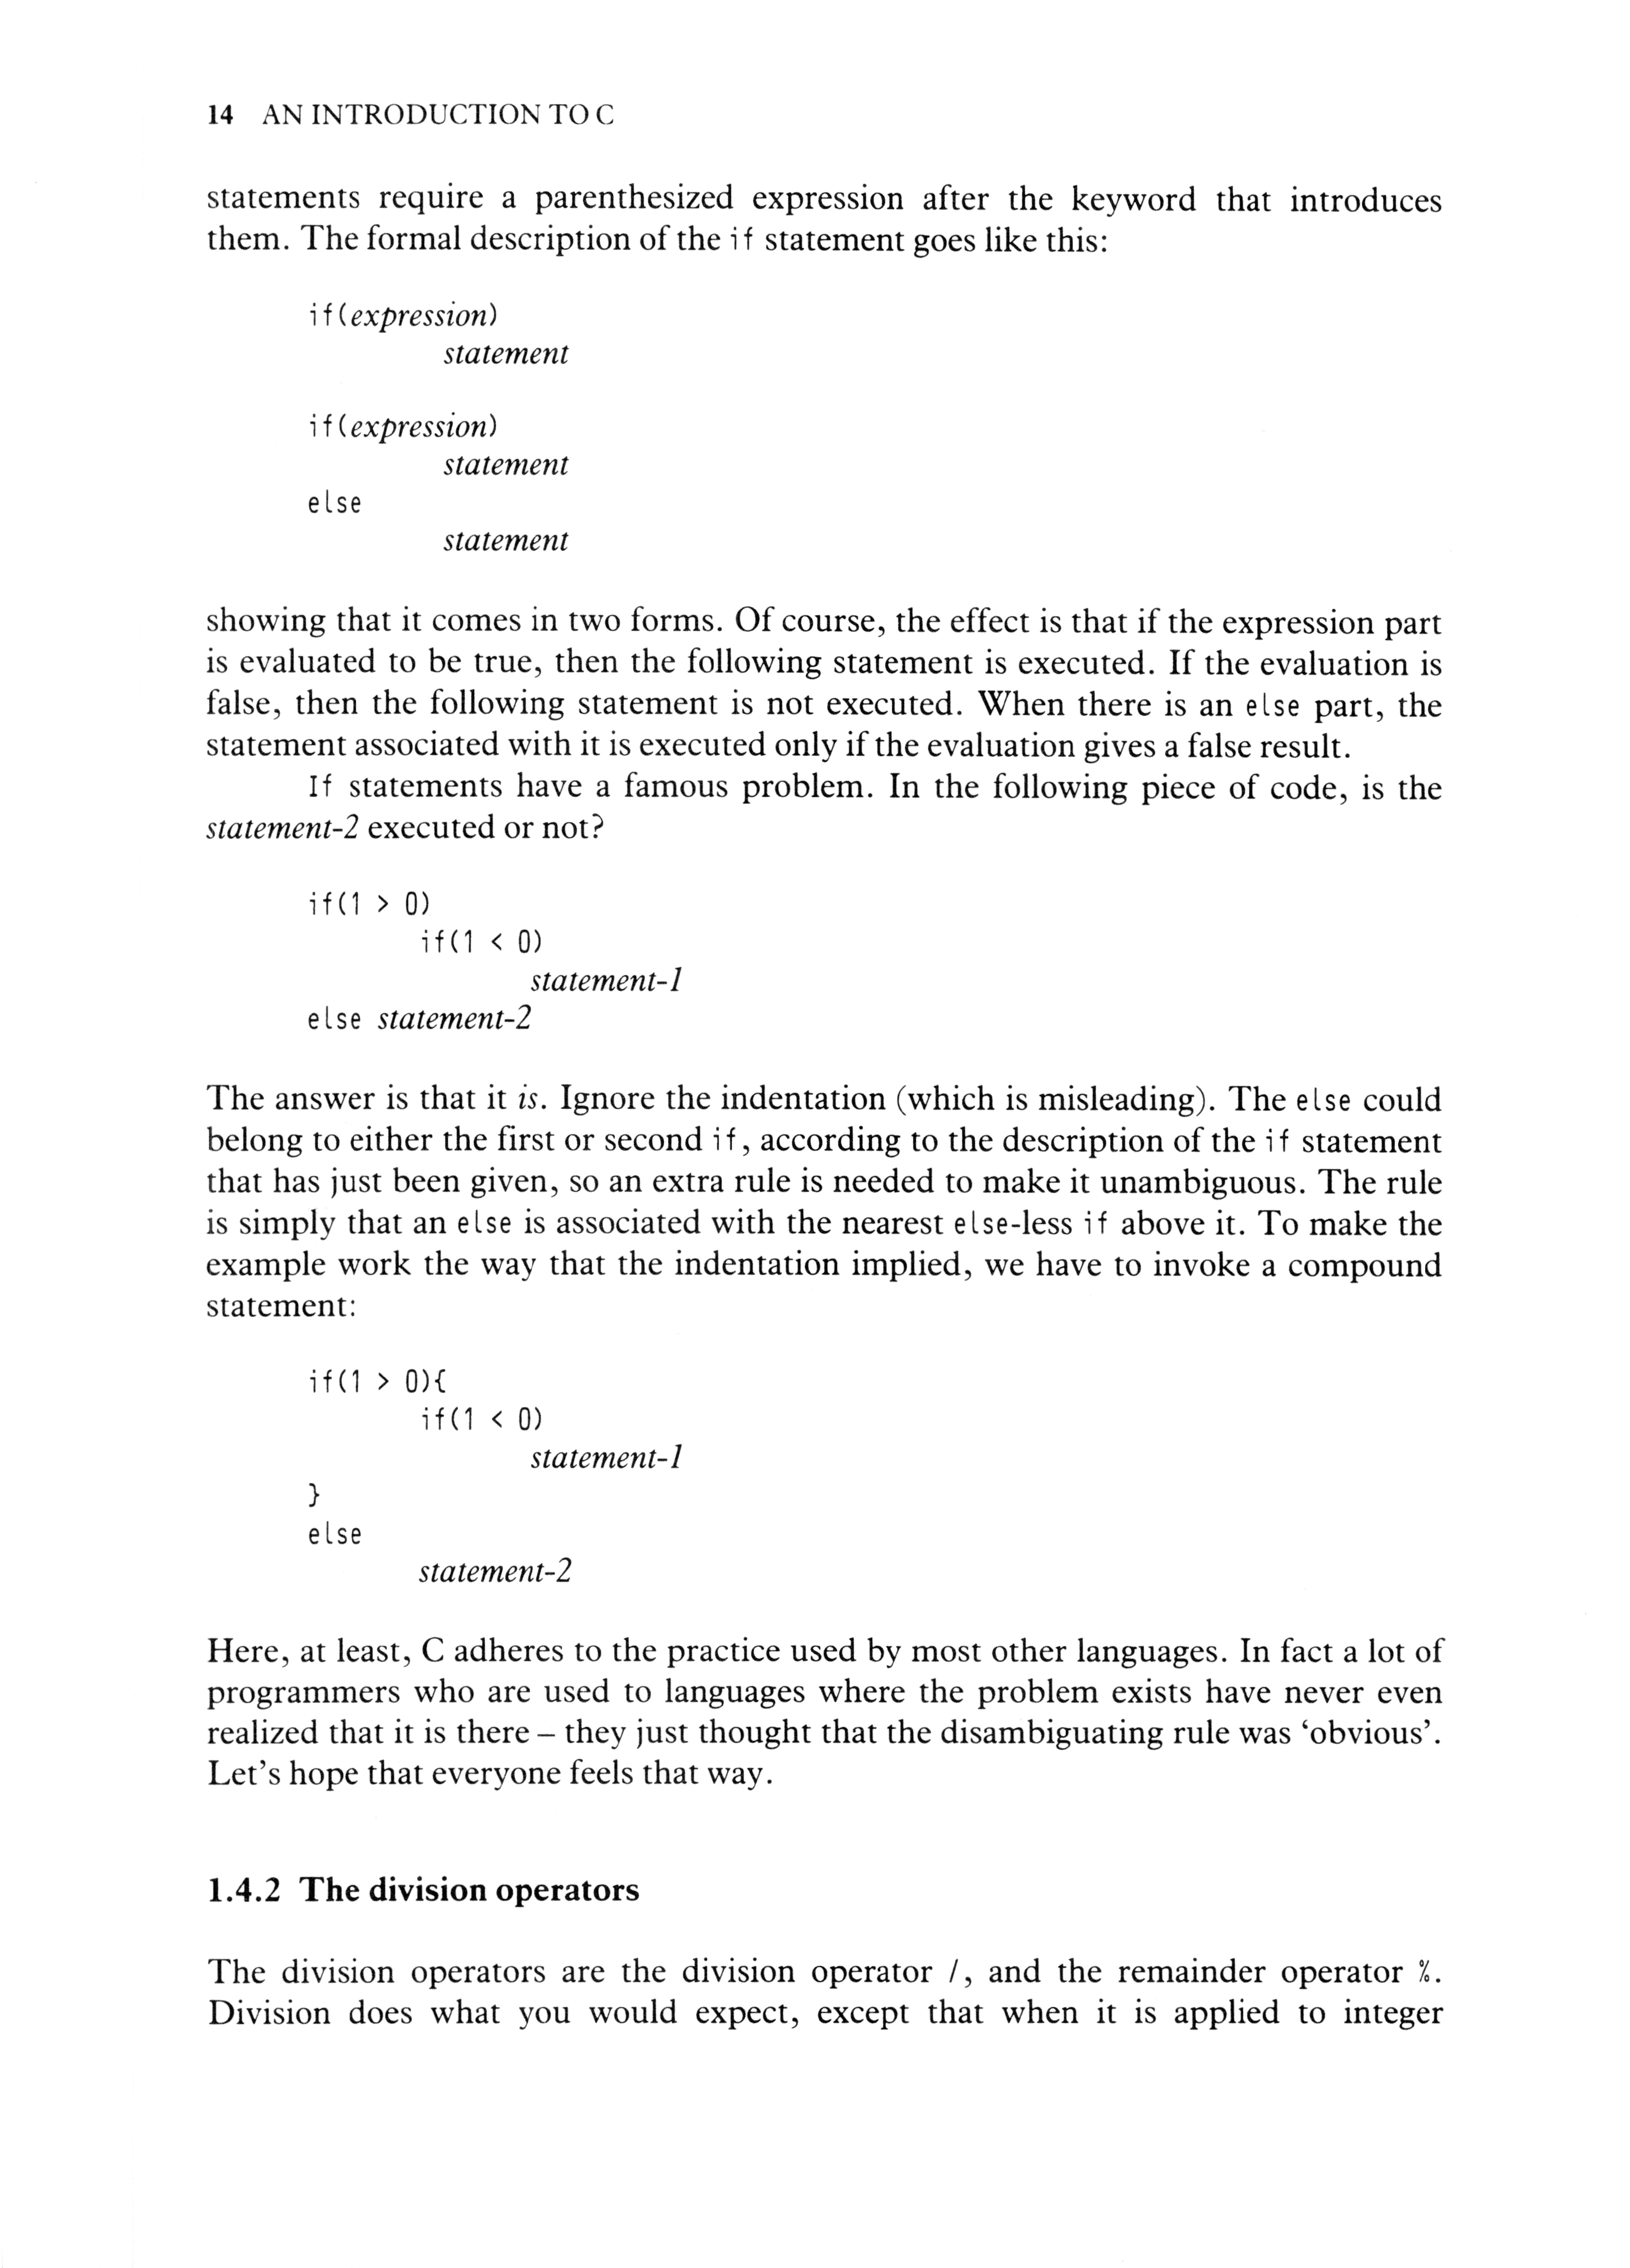 14 AN INTRODUCTION TO C
statements require a parenthesized expression after the keyword that introduces
them. The formal description of the if statement goes like this:
if(expression)
statement
if(expression)
statement
else
statement
showing that it comes in two forms. Of course, the effect is that if the expression part
is evaluated to be true, then the following statement is executed. If the evaluation is
false, then the following statement is not executed. When there is an else part, the
statement associated with it is executed only if the evaluation gives a false result.
If statements have a famous problem. In the following piece of code, is the
statement-2 executed or not?
if(1 > 0)
if(1 < 0)
statement-1
else statement-2
The answer is that it is. Ignore the indentation (which is misleading). The else could
belong to either the first or second if, according to the description of the if statement
that has just been given, so an extra rule is needed to make it unambiguous. The rule
is simply that an else is associated with the nearest else-less if above it. To make the
example work the way that the indentation implied, we have to invoke a compound
statement:
if(1 > 0){
if(1 < 0)
statement-1
}
else
statement-2
Here, at least, C adheres to the practice used by most other languages. In fact a lot of
programmers who are used to languages where the problem exists have never even
realized that it is there – they just thought that the disambiguating rule was ‘obvious’.
Let’s hope that everyone feels that way.
1.4.2 The division operators
The division operators are the division operator /, and the remainder operator %.
Division does what you would expect, except that when it is applied to integer